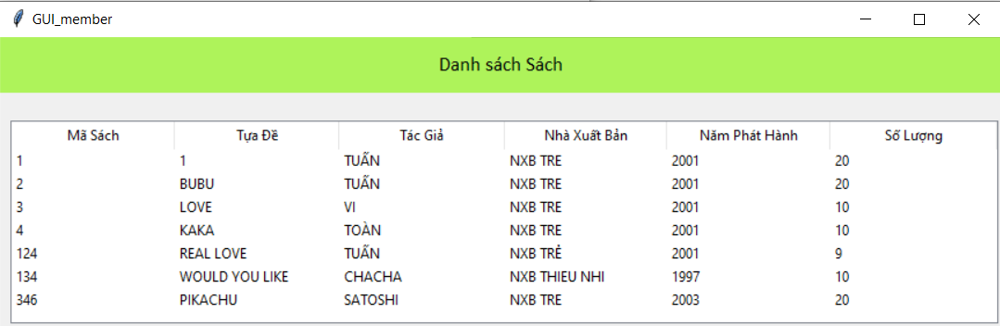 GUI_member
Danh sách Sách
Mã Sách Tựa Đề Tác Giả Nhà Xuất Bản Năm Phát Hành Số Lượng
1 1 TUẤN NXB TRE 2001 20
2 BUBU TUẤN NXB TRE 2001 20
3 LOVE VI NXB TRE 2001 10
4 KAKA TOÀN NXB TRE 2001 10
124 REAL LOVE TUẤN NXB TRẺ 2001 9
134 WOULD YOU LIKE CHACHA NXB THIEU NHI 1997 10
346 PIKACHU SATOSHI NXB TRE 2003 20